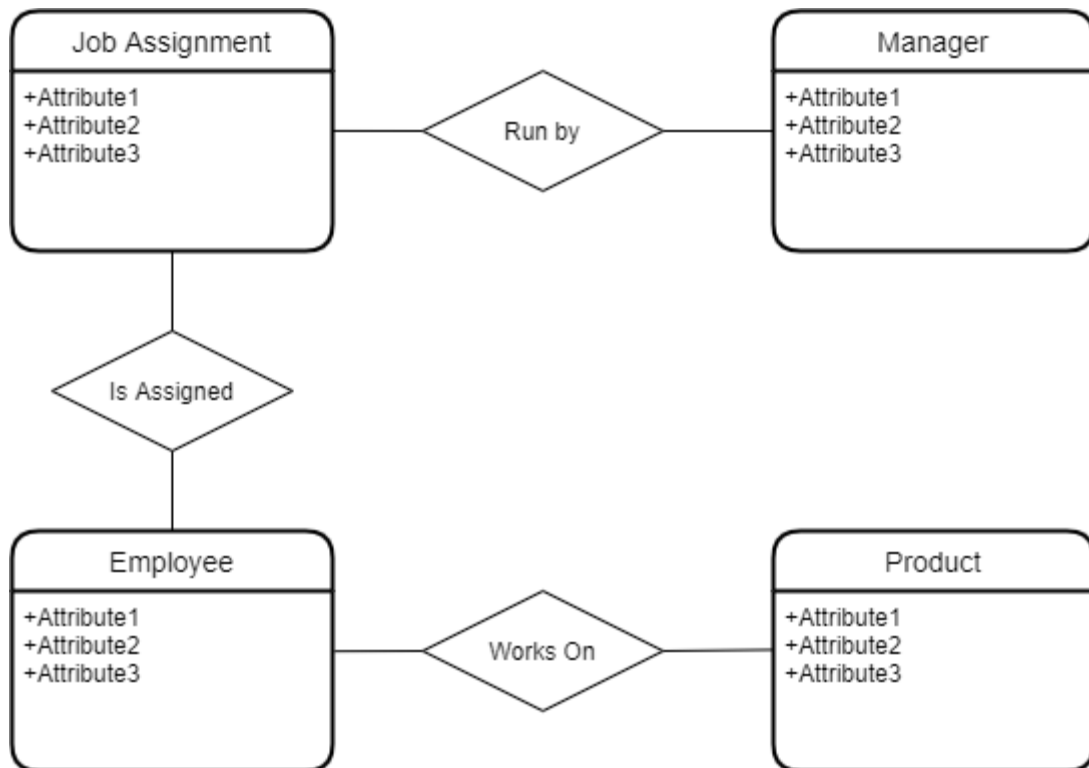 Job Assignment
+Attribute1
+Attribute2
+Attribute3
Run by
Manager
+Attribute1
+Attribute2
+Attribute3
Is Assigned
Employee
+Attribute1
+Attribute2
+Attribute3
Works On
Product
+Attribute1
+Attribute2
+Attribute3